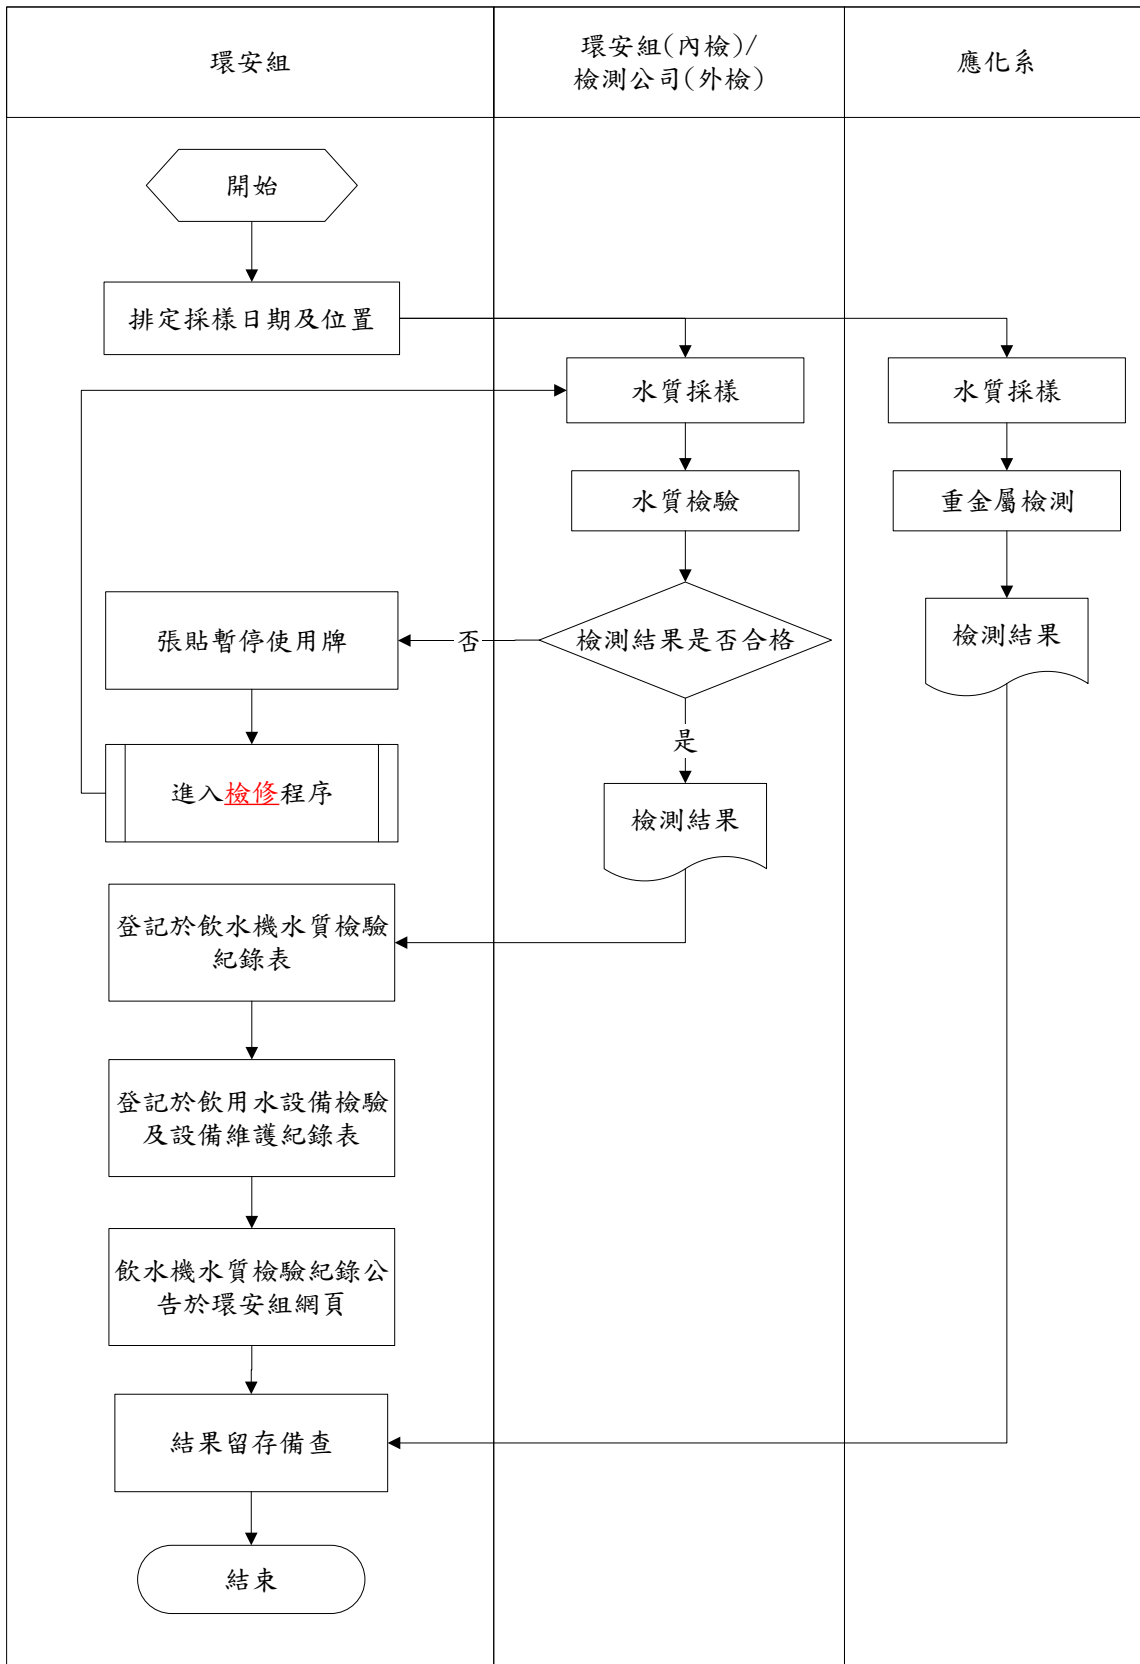 環安組
環安組(內檢)/
檢測公司(外檢)
應化系
開始
排定採樣日期及位置
水質採樣
水質採樣
水質檢驗
重金屬檢測
張貼暫停使用牌
否
檢測結果是否合格
檢測結果
是
進入檢修程序
檢測結果
登記於飲水機水質檢驗
紀錄表
登記於飲用水設備檢驗
及設備維護紀錄表
飲水機水質檢驗紀錄公
告於環安組網頁
結果留存備查
結束